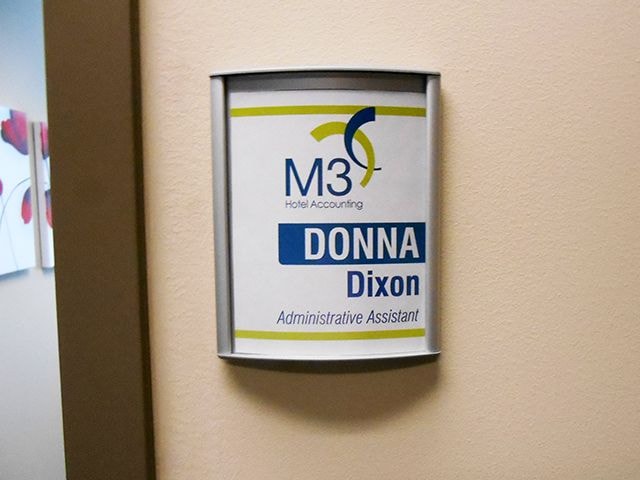 M3
Hotel Accounting
DONNA
Dixon
Administrative Assistant